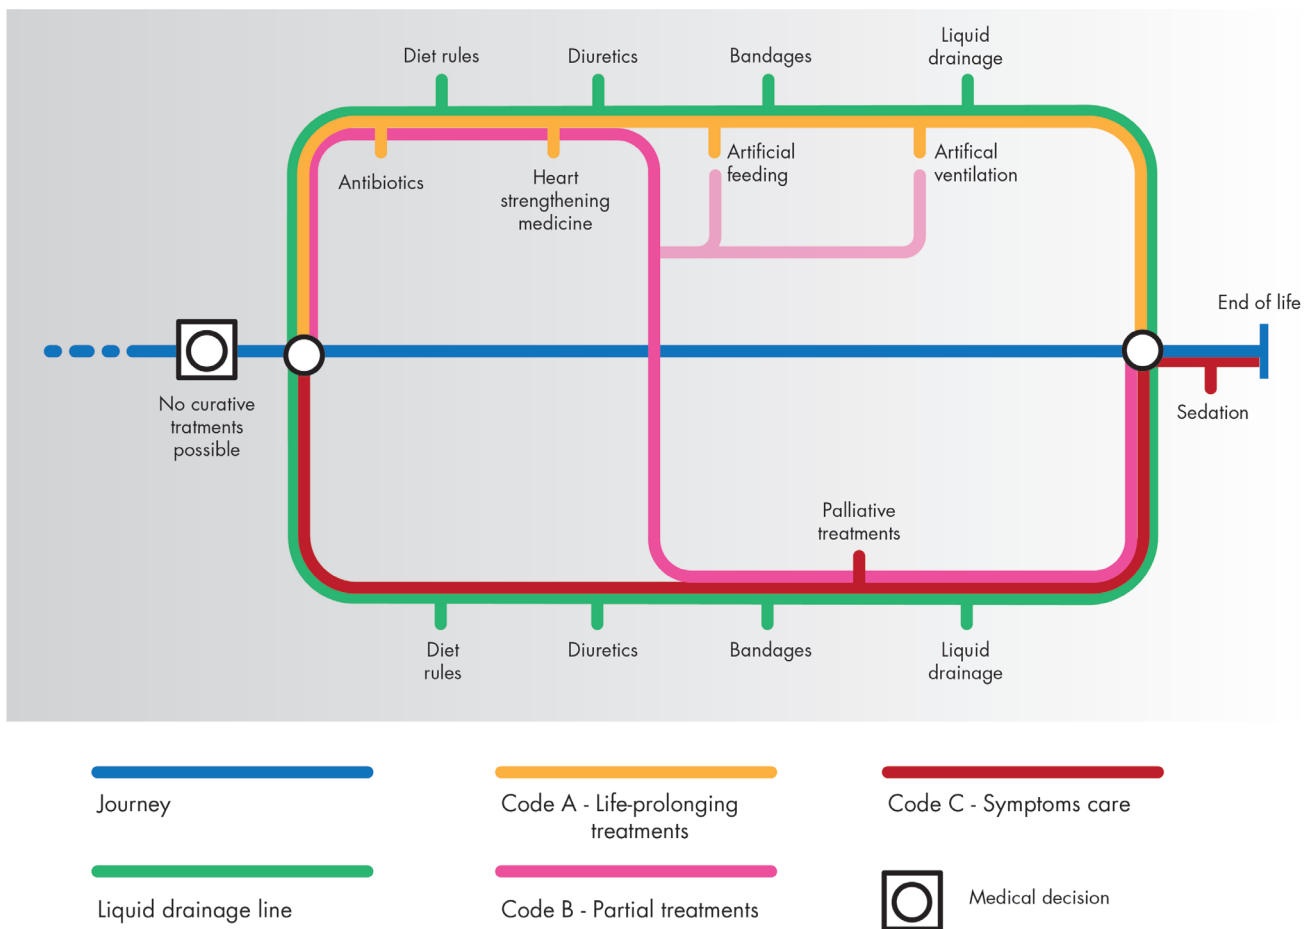 Diet rules
Diuretics
Bandages
Liquid
drainage
Antibiotics
Heart
strengthening
medicine
Artificial
feeding
Artifical
ventilation
No curative
tratments
possible
End of life
Sedation
Palliative
treatments
Diet
rules
Diuretics
Bandages
Liquid
drainage
Journey
Code A - Life-prolonging
treatments
Code C - Symptoms care
Liquid drainage line
Code B - Partial treatments
Medical decision